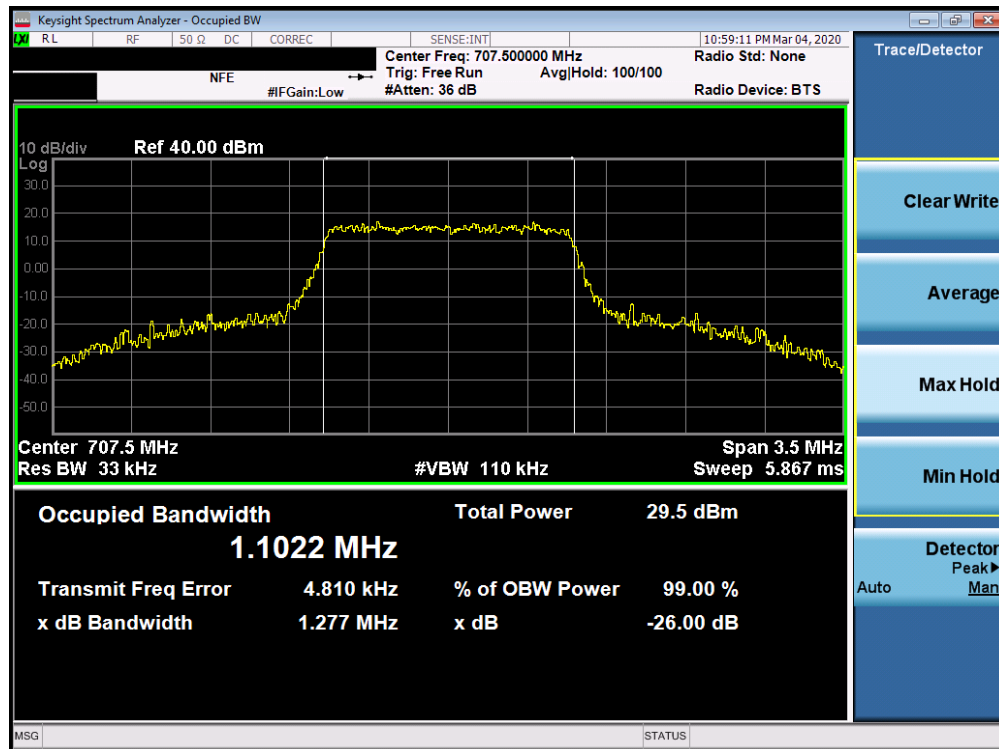 Keysight Spectrum Analyzer - Occupied BW
LXI RL RF 50 Ω DC CORREC SENSE:INT 10:59:11 PM Mar 04, 2020
Center Freq: 707.500000 MHz Radio Std: None
NFE Trig: Free Run Avg|Hold: 100/100
#IFGain:Low #Atten: 36 dB Radio Device: BTS
Trace/Detector
10 dB/div Ref 40.00 dBm
Log
30.0
20.0
10.0
0.00
-10.0
-20.0
-30.0
-40.0
-50.0
Center 707.5 MHz Span 3.5 MHz
Res BW 33 kHz #VBW 110 kHz Sweep 5.867 ms
Occupied Bandwidth Total Power 29.5 dBm
1.1022 MHz
Transmit Freq Error 4.810 kHz % of OBW Power 99.00 %
x dB Bandwidth 1.277 MHz x dB -26.00 dB
Clear Write
Average
Max Hold
Min Hold
Detector
Peak▶
Auto Man
MSG STATUS